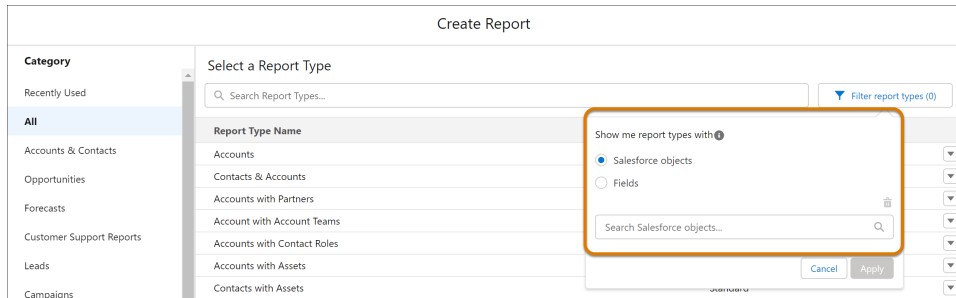 Create Report
Category
Recently Used
All
Accounts & Contacts
Opportunities
Forecasts
Customer Support Reports
Leads
Campaigns
Select a Report Type
Search Report Types...
Filter report types (0)
Report Type Name
Accounts
Contacts & Accounts
Accounts with Partners
Account with Account Teams
Accounts with Contact Roles
Accounts with Assets
Contacts with Assets
Standard
Show me report types with
Salesforce objects
Fields
Search Salesforce objects...
Cancel
Apply